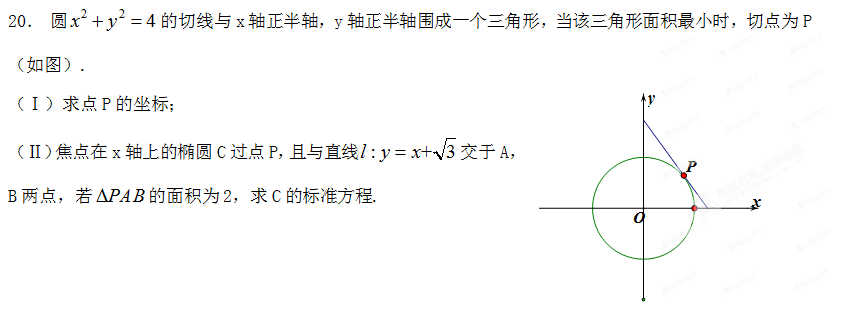 20． 圆x²+y²=4的切线与x轴正半轴，y轴正半轴围成一个三角形，当该三角形面积最小时，切点为P
（如图）.
（Ⅰ）求点P的坐标；
（Ⅱ）焦点在x轴上的椭圆C过点P，且与直线l:y=x+√3交于A，
B两点，若ΔPAB的面积为2，求C的标准方程.
y
P
O
x